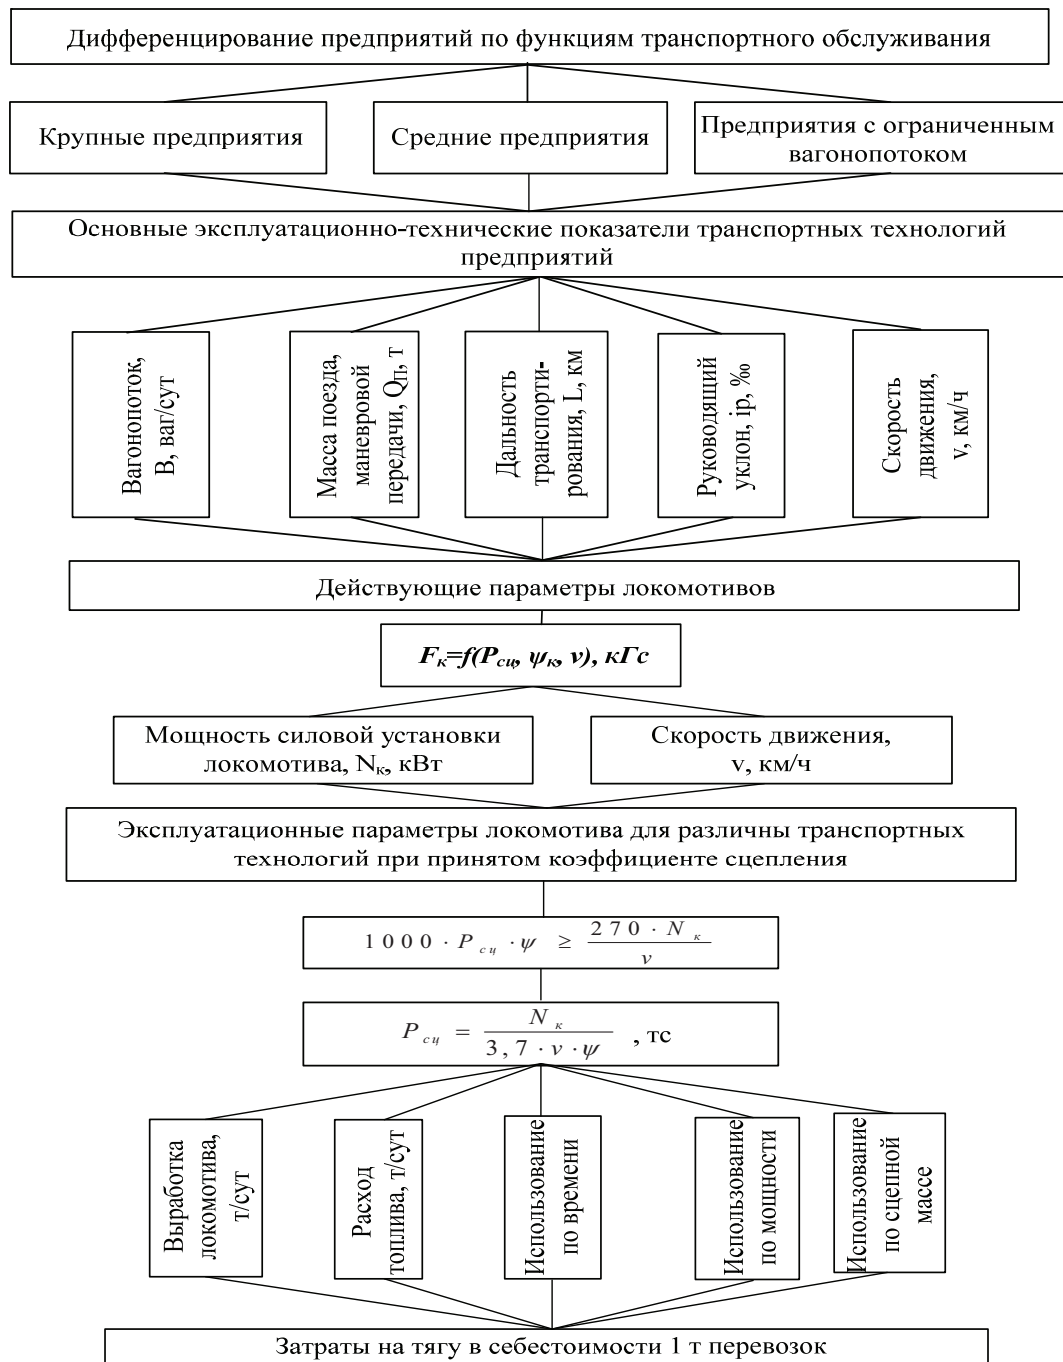 Дифференцирование предприятий по функциям транспортного обслуживания
Крупные предприятия
Средние предприятия
Предприятия с ограниченным
вагонопотоком
Основные эксплуатационно-технические показатели транспортных технологий
предприятий
Вагонопоток,
В, ваг/сут
Масса поезда,
маневровой
передачи, Qп, т
Дальность
транспорти-
рования, L, км
Руководящий
уклон, iр, ‰
Скорость
движения,
v, км/ч
Действующие параметры локомотивов
Fк=f(Pсц, ψк, v), кГс
Мощность силовой установки
локомотива, Nк, кВт
Скорость движения,
v, км/ч
Эксплуатационные параметры локомотива для различны транспортных
технологий при принятом коэффициенте сцепления
1000 · Pсц · ψ ≥ 270 · Nк / v
Pсц = Nк / 3,7 · v · ψ , тс
Выработка
локомотива,
т/сут
Расход
топлива, т/сут
Использование
по времени
Использование
по мощности
Использование
по сцепной
массе
Затраты на тягу в себестоимости 1 т перевозок